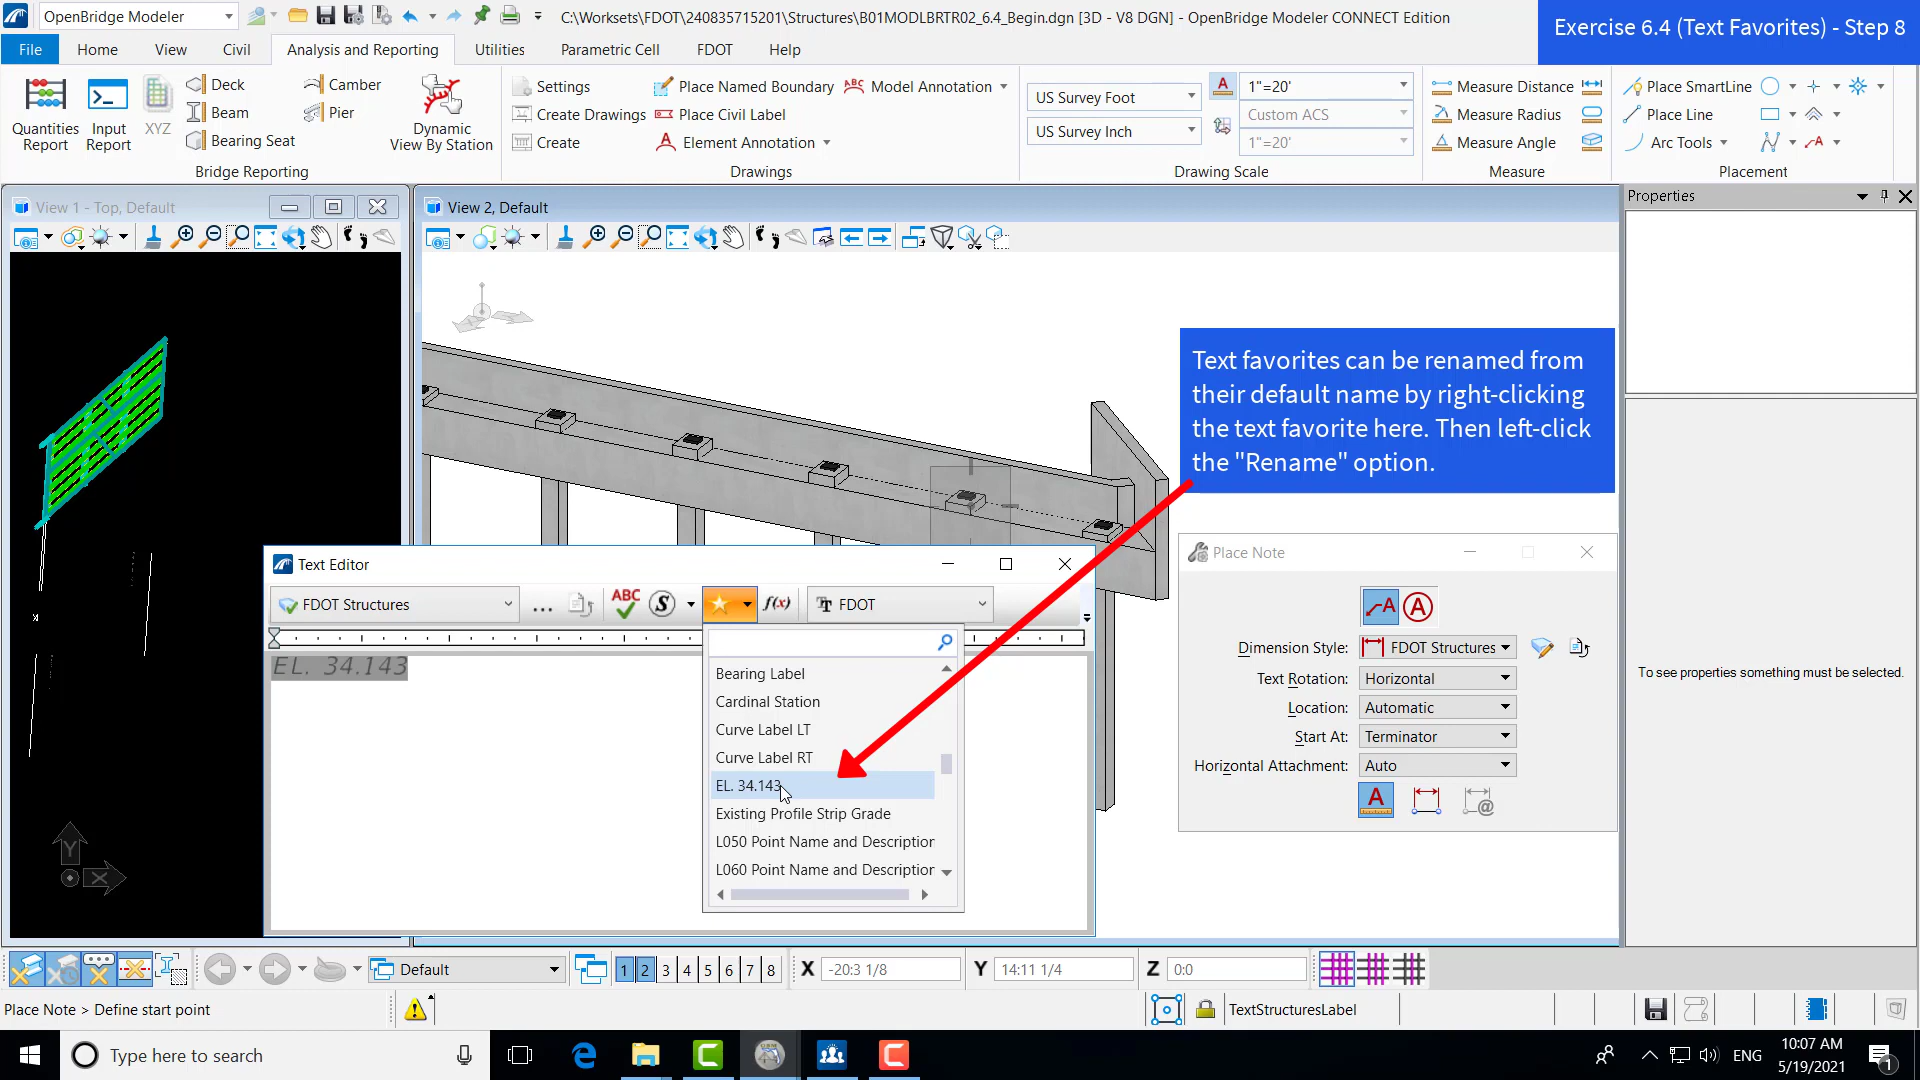 OpenBridge Modeler
C:\Worksets\FDOT\240835715201\Structures\B01MODLBRTR02_6.4_Begin.dgn [3D - V8 DGN] - OpenBridge Modeler CONNECT Edition
Exercise 6.4 (Text Favorites) - Step 8
File
Home
View
Civil
Analysis and Reporting
Utilities
Parametric Cell
FDOT
Help
Quantities
Report
Input
Report
XYZ
Deck
Beam
Bearing Seat
Camber
Pier
Dynamic
View By Station
Bridge Reporting
Settings
Create Drawings
Create
Place Named Boundary
Place Civil Label
Element Annotation
ABC
Model Annotation
Drawings
US Survey Foot
US Survey Inch
1"=20'
Custom ACS
1"=20'
Drawing Scale
Measure Distance
Measure Radius
Measure Angle
Measure
Place SmartLine
Place Line
Arc Tools
Placement
View 1 - Top, Default
View 2, Default
Properties
To see properties something must be selected.
Text favorites can be renamed from
their default name by right-clicking
the text favorite here. Then left-click
the "Rename" option.
Text Editor
FDOT Structures
...
ABC
S
f(x)
FDOT
EL. 34.143
Bearing Label
Cardinal Station
Curve Label LT
Curve Label RT
EL. 34.143
Existing Profile Strip Grade
L050 Point Name and Description
L060 Point Name and Description
Place Note
Dimension Style:
FDOT Structures
Text Rotation:
Horizontal
Location:
Automatic
Start At:
Terminator
Horizontal Attachment:
Auto
Y
X
Default
1 2 3 4 5 6 7 8
X
-20:3 1/8
Y
14:11 1/4
Z
0:0
Place Note > Define start point
TextStructuresLabel
Type here to search
ENG
10:07 AM
5/19/2021
1